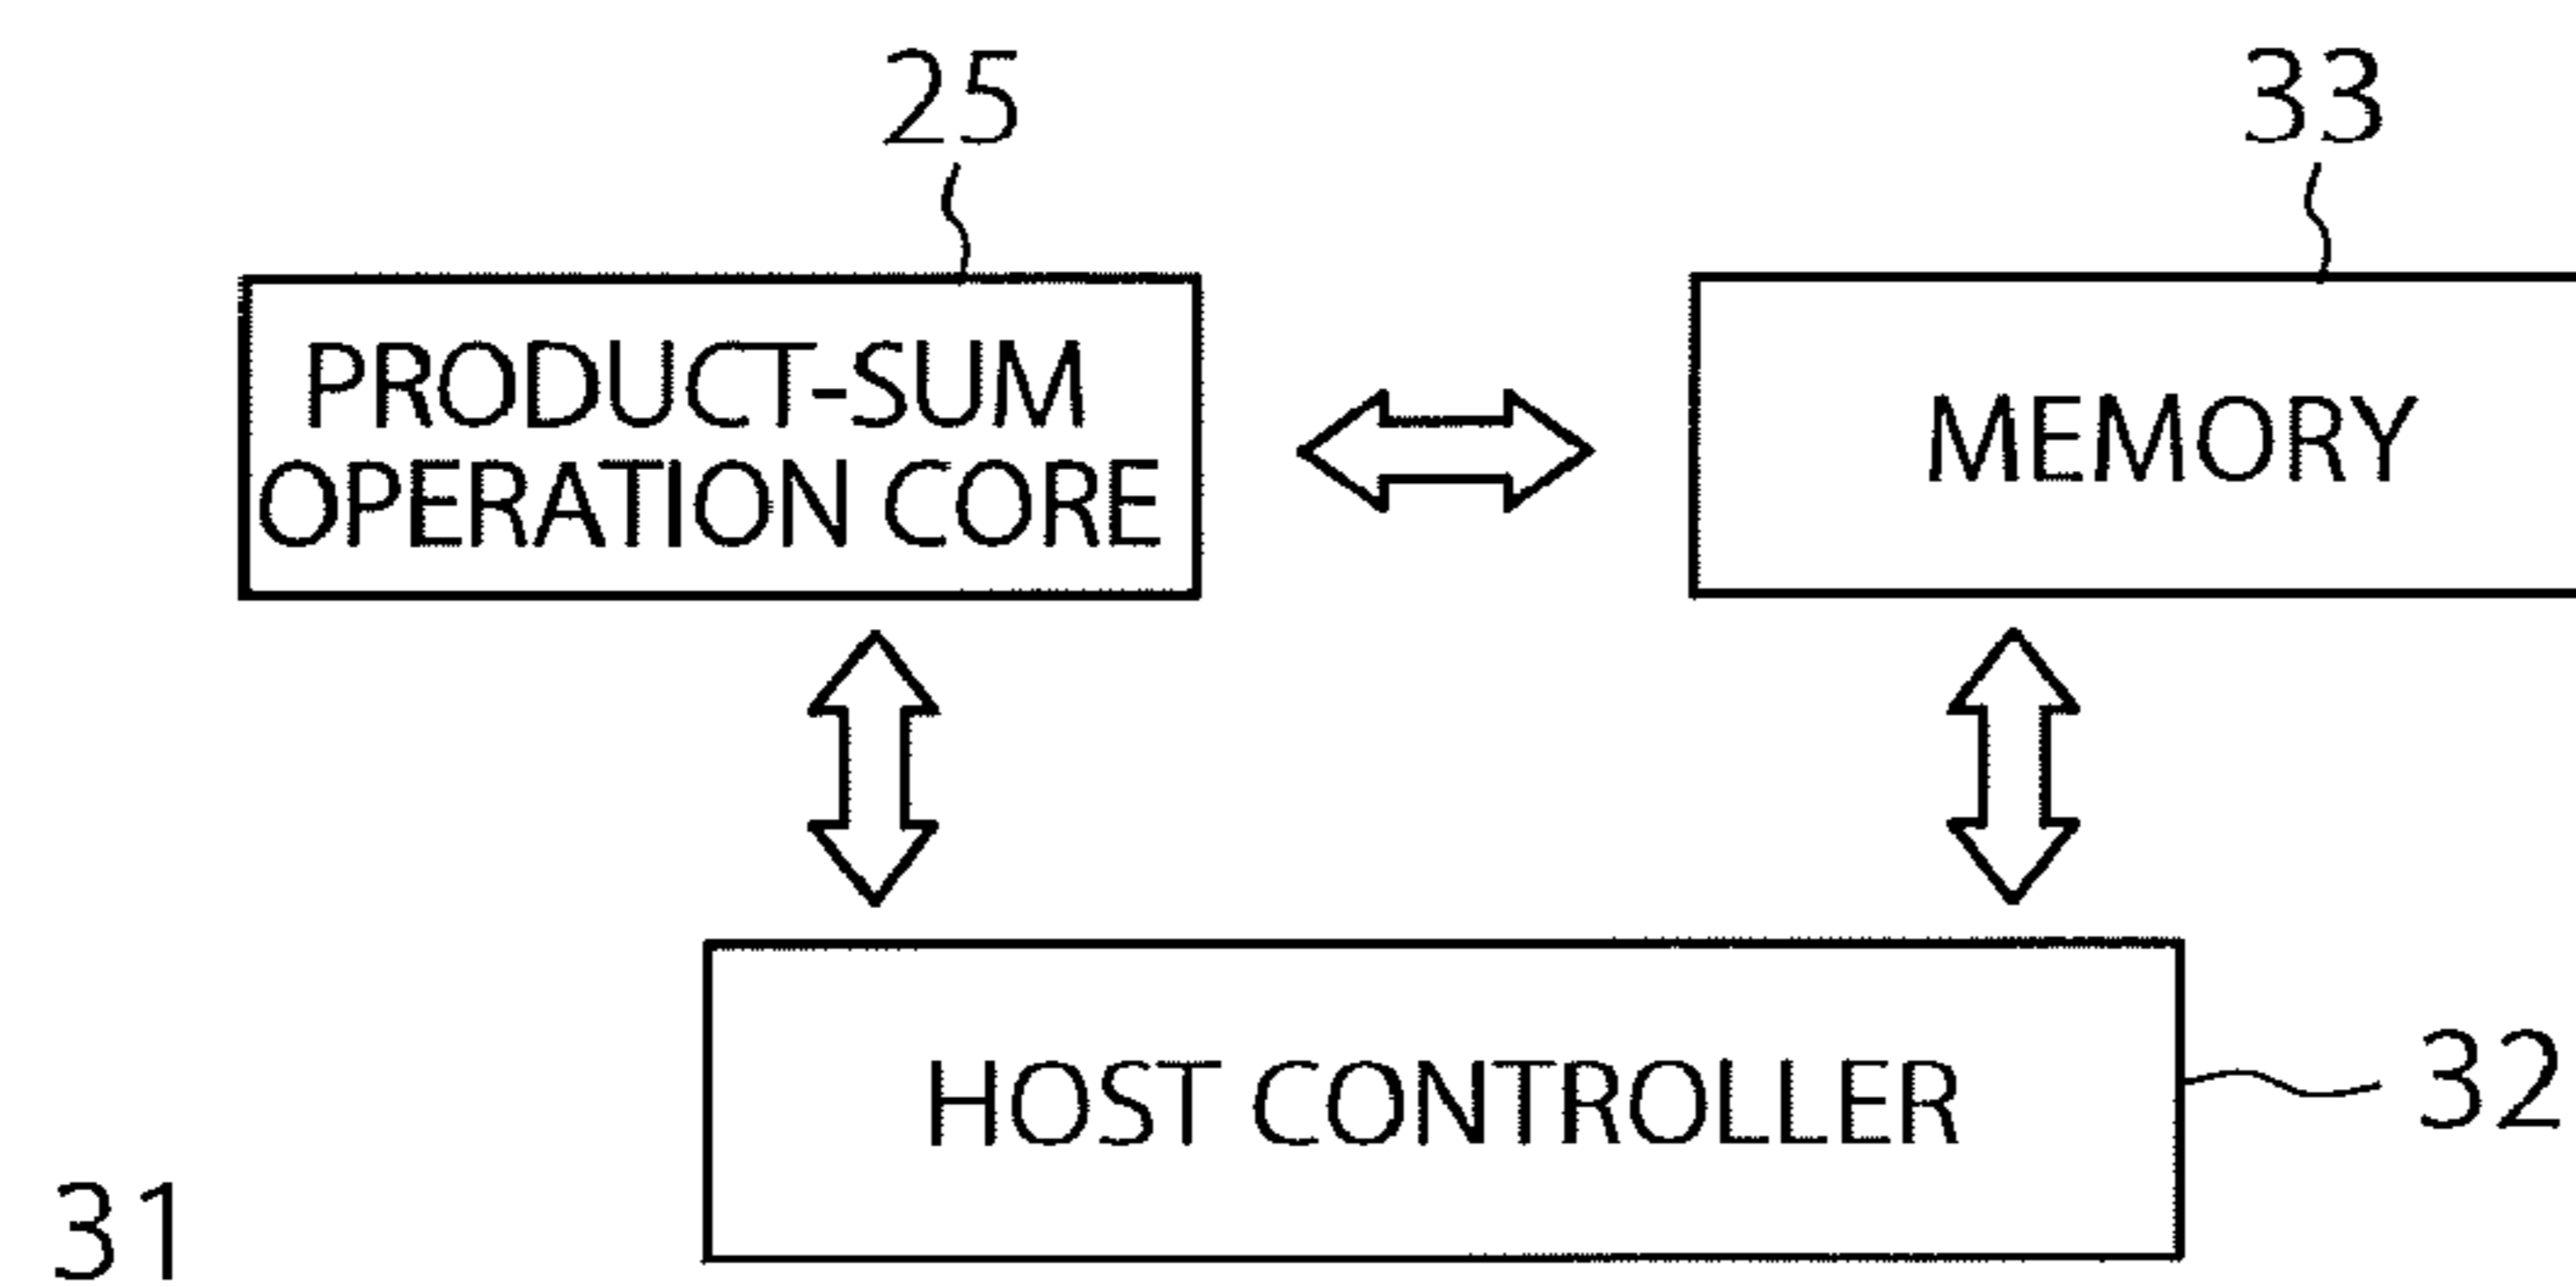 25
33
PRODUCT-SUM
OPERATION CORE
MEMORY
HOST CONTROLLER
32
31